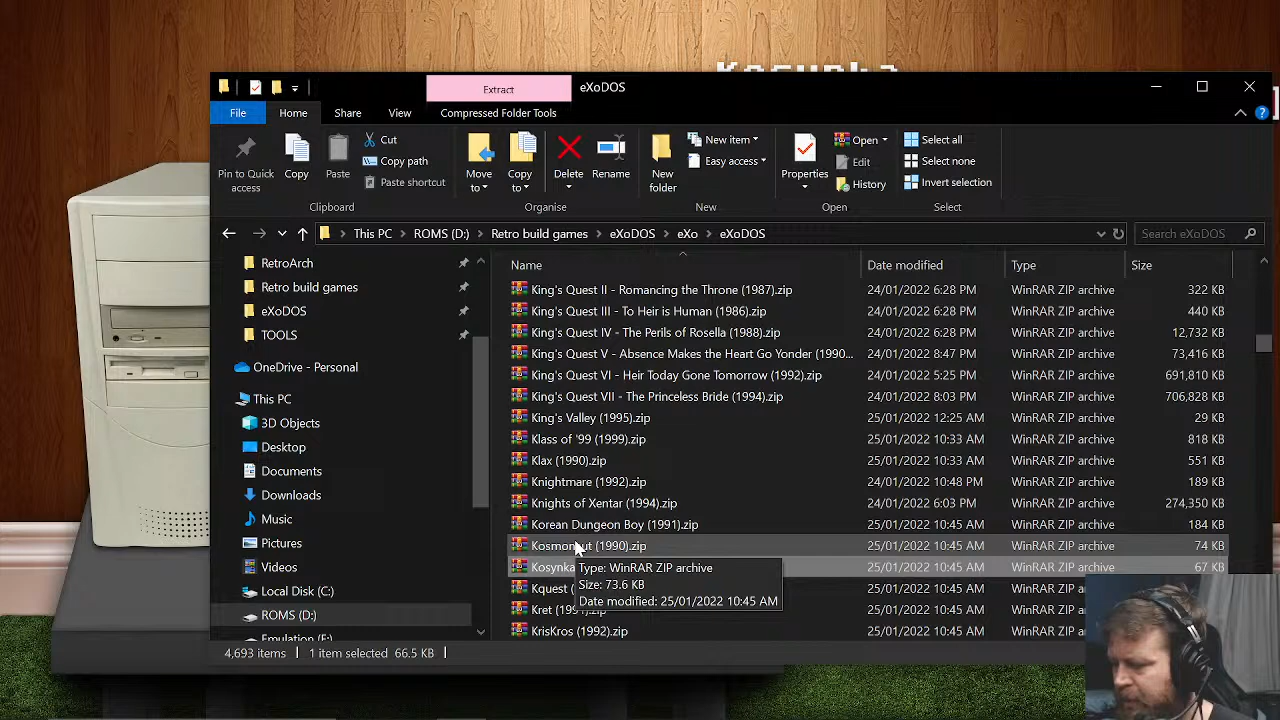 Kosynka
Extract
eXoDOS
File
Home
Share
View
Compressed Folder Tools
Pin to Quick access
Copy
Paste
Cut
Copy path
Paste shortcut
Clipboard
Move to
Copy to
Delete
Rename
Organise
New folder
New item
Easy access
New
Properties
Open
Edit
History
Open
Select all
Select none
Invert selection
Select
This PC > ROMS (D:) > Retro build games > eXoDOS > eXo > eXoDOS
Search eXoDOS
RetroArch
Retro build games
eXoDOS
TOOLS
OneDrive - Personal
This PC
3D Objects
Desktop
Documents
Downloads
Music
Pictures
Videos
Local Disk (C:)
ROMS (D:)
Emulation (E:)
Name Date modified Type Size
King's Quest II - Romancing the Throne (1987).zip 24/01/2022 6:28 PM WinRAR ZIP archive 322 KB
King's Quest III - To Heir is Human (1986).zip 24/01/2022 6:28 PM WinRAR ZIP archive 440 KB
King's Quest IV - The Perils of Rosella (1988).zip 24/01/2022 6:28 PM WinRAR ZIP archive 12,732 KB
King's Quest V - Absence Makes the Heart Go Yonder (1990... 24/01/2022 8:47 PM WinRAR ZIP archive 73,416 KB
King's Quest VI - Heir Today Gone Tomorrow (1992).zip 24/01/2022 5:25 PM WinRAR ZIP archive 691,810 KB
King's Quest VII - The Princeless Bride (1994).zip 24/01/2022 8:03 PM WinRAR ZIP archive 706,828 KB
King's Valley (1995).zip 25/01/2022 12:25 AM WinRAR ZIP archive 29 KB
Klass of '99 (1999).zip 25/01/2022 10:33 AM WinRAR ZIP archive 818 KB
Klax (1990).zip 25/01/2022 10:33 AM WinRAR ZIP archive 551 KB
Knightmare (1992).zip 24/01/2022 10:48 PM WinRAR ZIP archive 189 KB
Knights of Xentar (1994).zip 24/01/2022 6:03 PM WinRAR ZIP archive 274,350 KB
Korean Dungeon Boy (1991).zip 25/01/2022 10:45 AM WinRAR ZIP archive 184 KB
Kosmonaut (1990).zip 25/01/2022 10:45 AM WinRAR ZIP archive 74 KB
Kosynka 25/01/2022 10:45 AM WinRAR ZIP archive 67 KB
Kquest ( 25/01/2022 10:45 AM WinRAR ZIP archive
Kret (19 25/01/2022 10:45 AM WinRAR ZIP archive
KrisKros (1992).zip 25/01/2022 10:45 AM WinRAR ZIP archive
Type: WinRAR ZIP archive
Size: 73.6 KB
Date modified: 25/01/2022 10:45 AM
4,693 items 1 item selected 66.5 KB